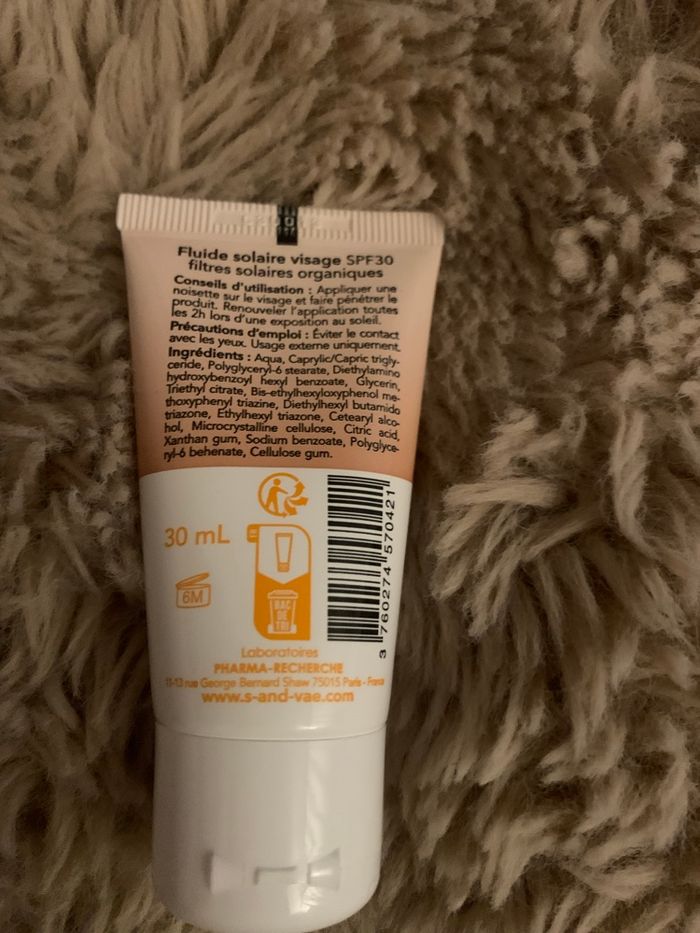 Fluide solaire visage SPF30
filtres solaires organiques
Conseils d'utilisation : Appliquer une
noisette sur le visage et faire pénétrer le
produit. Renouveler l'application toutes
les 2h lors d'une exposition au soleil.
Précautions d'emploi : Éviter le contact
avec les yeux. Usage externe uniquement.
Ingrédients : Aqua, Caprylic/Capric trigly-
ceride, Polyglyceryl-6 stearate, Diethylamino
hydroxybenzoyl hexyl benzoate, Glycerin,
Triethyl citrate, Bis-ethylhexyloxyphenol me-
thoxyphenyl triazine, Diethylhexyl butamido
triazone, Ethylhexyl triazone, Cetearyl alco-
hol, Microcrystalline cellulose, Citric acid,
Xanthan gum, Sodium benzoate, Polyglyce-
ryl-6 behenate, Cellulose gum.
30 mL
6M
BAC
DE
TRI
3 760274 570421
Laboratoires
PHARMA-RECHERCHE
11-13 rue George Bernard Shaw 75015 Paris - France
www.s-and-vae.com